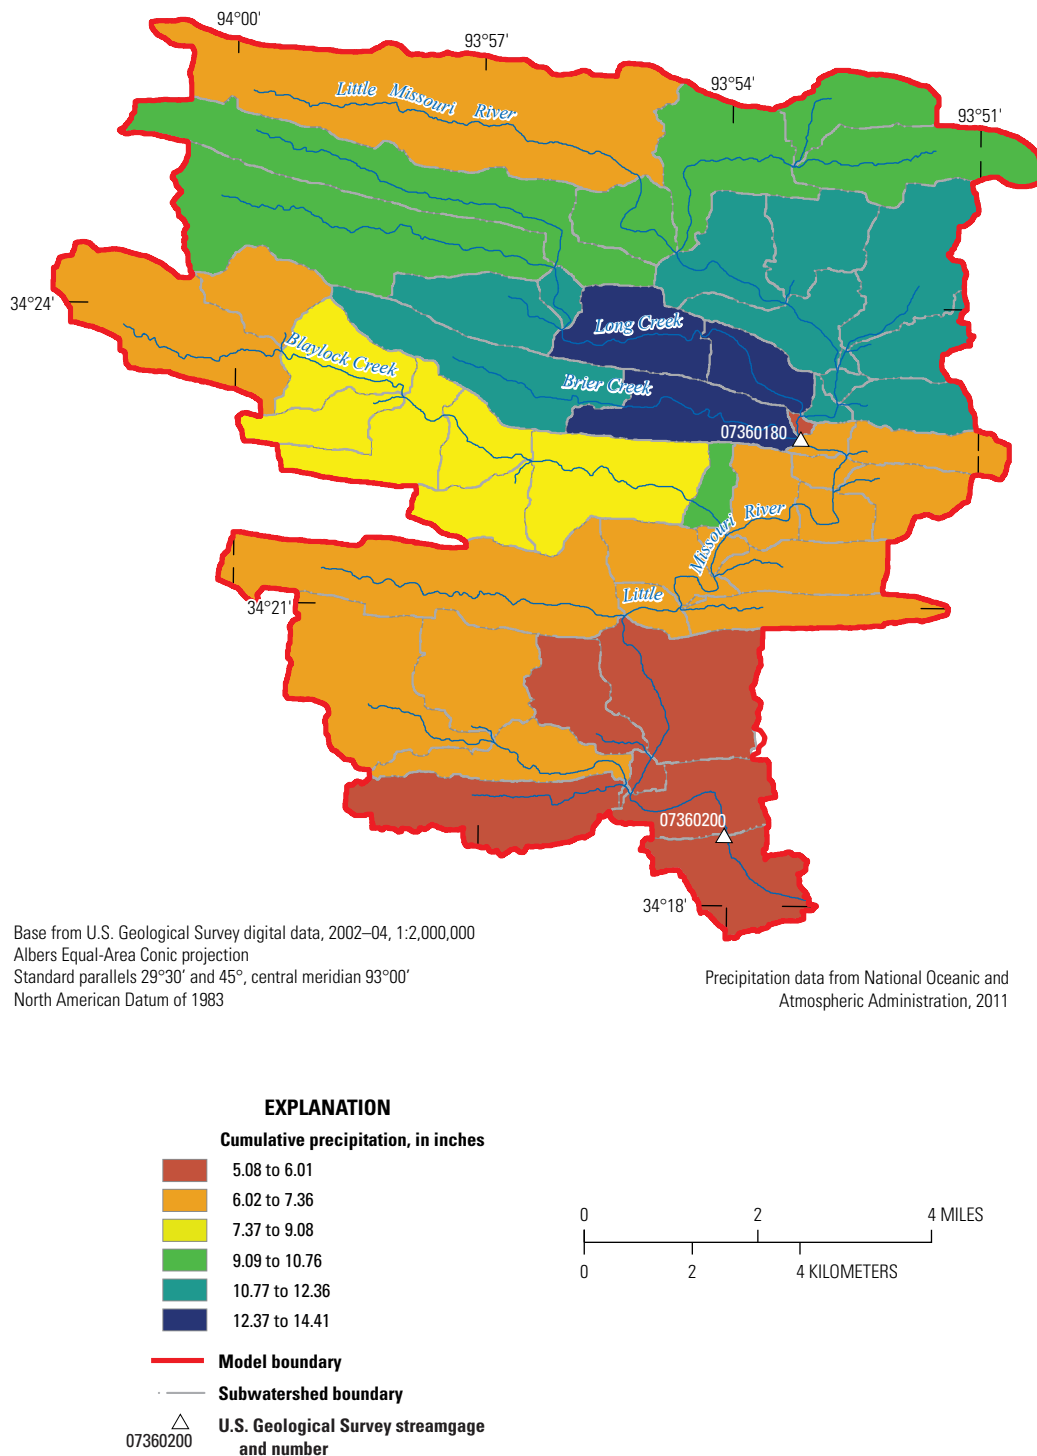 94°00'
93°57'
93°54'
93°51'
Little Missouri River
34°24'
Long Creek
Blaylock Creek
Brier Creek
07360180
Missouri River
Little
34°21'
07360200
34°18'
Base from U.S. Geological Survey digital data, 2002–04, 1:2,000,000
Albers Equal-Area Conic projection
Standard parallels 29°30′ and 45°, central meridian 93°00′
North American Datum of 1983
Precipitation data from National Oceanic and
Atmospheric Administration, 2011
EXPLANATION
Cumulative precipitation, in inches
5.08 to 6.01
6.02 to 7.36
7.37 to 9.08
9.09 to 10.76
10.77 to 12.36
12.37 to 14.41
Model boundary
Subwatershed boundary
U.S. Geological Survey streamgage
07360200 and number
0 2 4 MILES
0 2 4 KILOMETERS